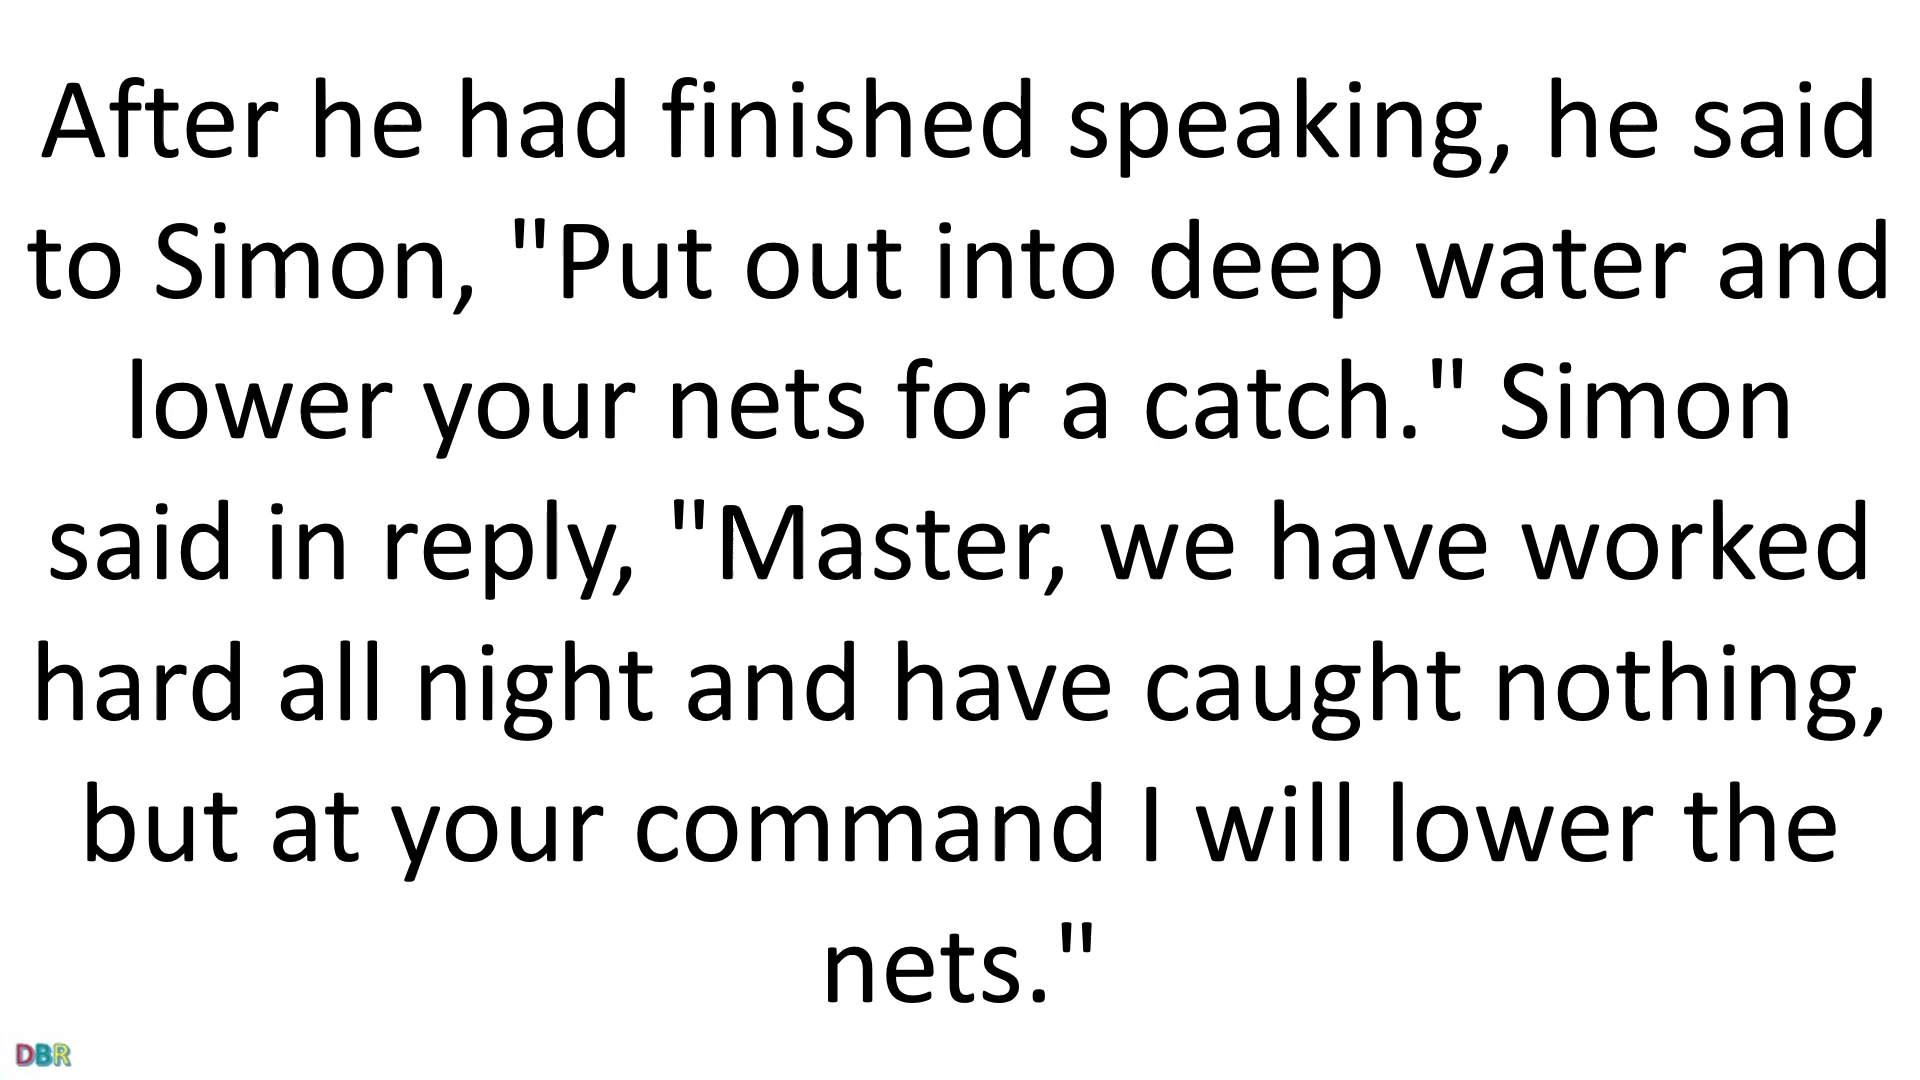 After he had finished speaking, he said
to Simon, "Put out into deep water and
lower your nets for a catch." Simon
said in reply, "Master, we have worked
hard all night and have caught nothing,
but at your command I will lower the
nets."
DBR